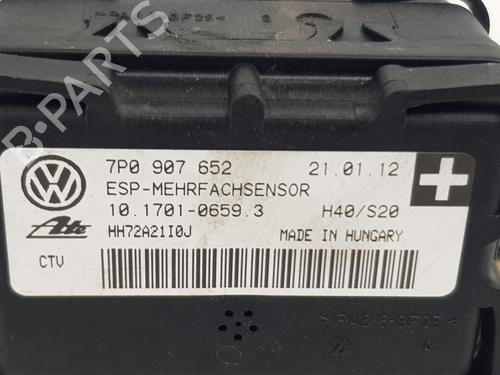 B-PARTS
7P0 907 652 21.01.12
ESP-MEHRFACHSENSOR
10.1701-0659.3 H40/S20
Ate HH72A21I0J MADE IN HUNGARY
CTV